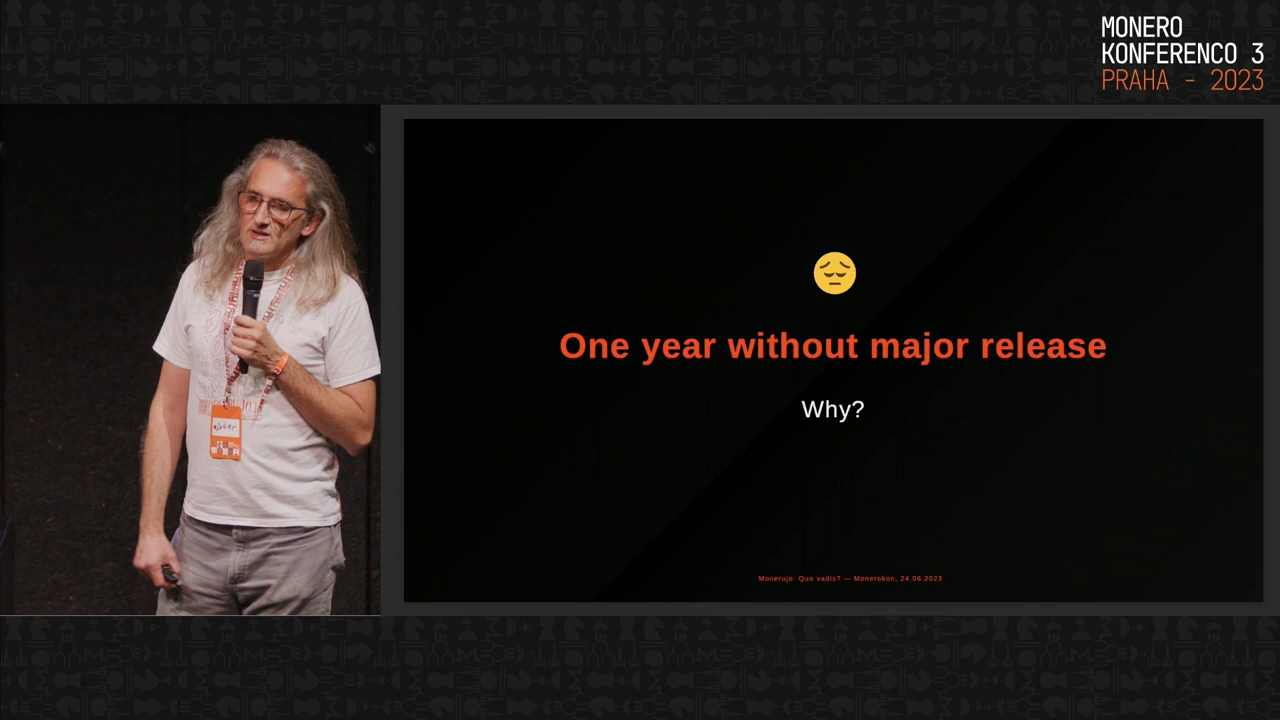 MONERO
KONFERENCO 3
PRAHA - 2023
One year without major release
Why?
Monerujo: Quo vadis? — Monerokon, 24.06.2023